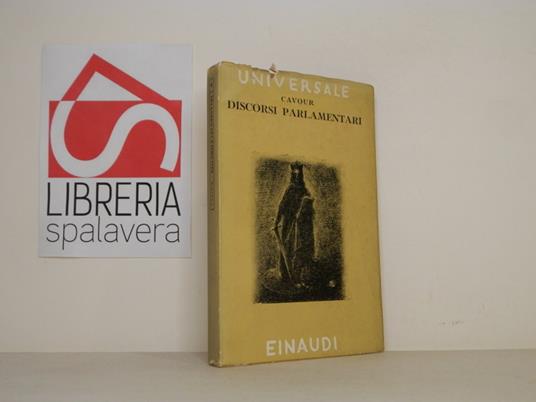 LIBRERIA
spalavera
UNIVERSALE
CAVOUR
DISCORSI PARLAMENTARI
EINAUDI